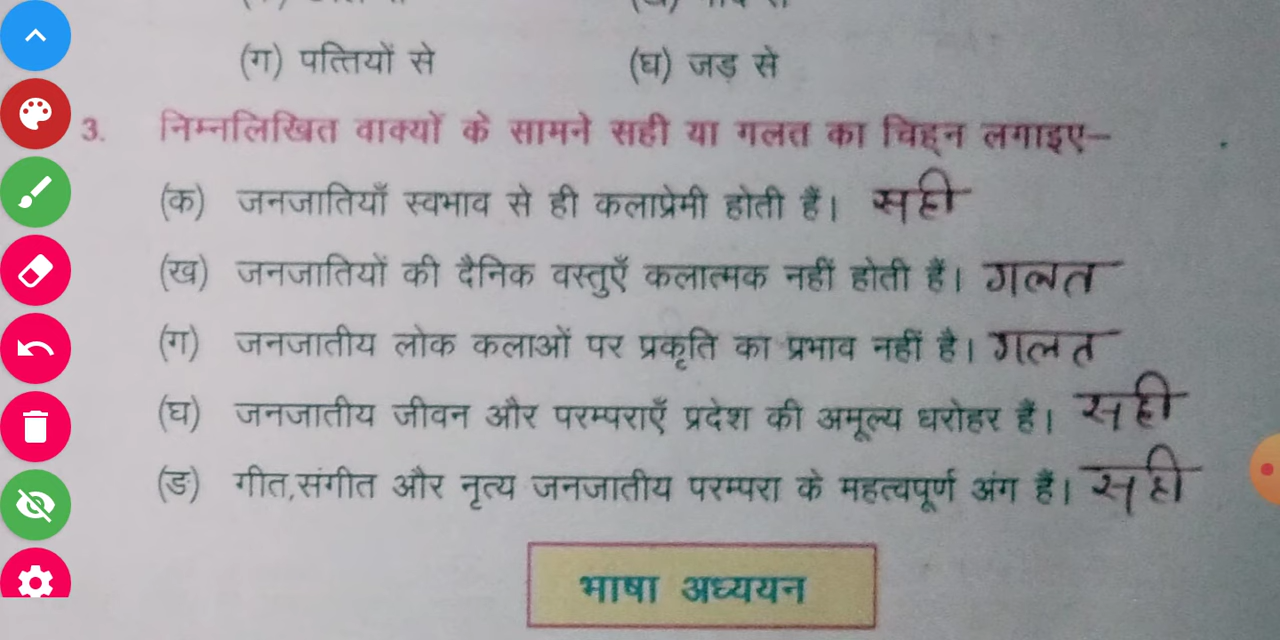 (ग) पत्तियों से (घ) जड़ से
3. निम्नलिखित वाक्यों के सामने सही या गलत का चिह्न लगाइए–
(क) जनजातियाँ स्वभाव से ही कलाप्रेमी होती हैं। सही
(ख) जनजातियों की दैनिक वस्तुएँ कलात्मक नहीं होती हैं। गलत
(ग) जनजातीय लोक कलाओं पर प्रकृति का प्रभाव नहीं है। गलत
(घ) जनजातीय जीवन और परम्पराएँ प्रदेश की अमूल्य धरोहर हैं। सही
(ङ) गीत,संगीत और नृत्य जनजातीय परम्परा के महत्वपूर्ण अंग हैं। सही
भाषा अध्ययन